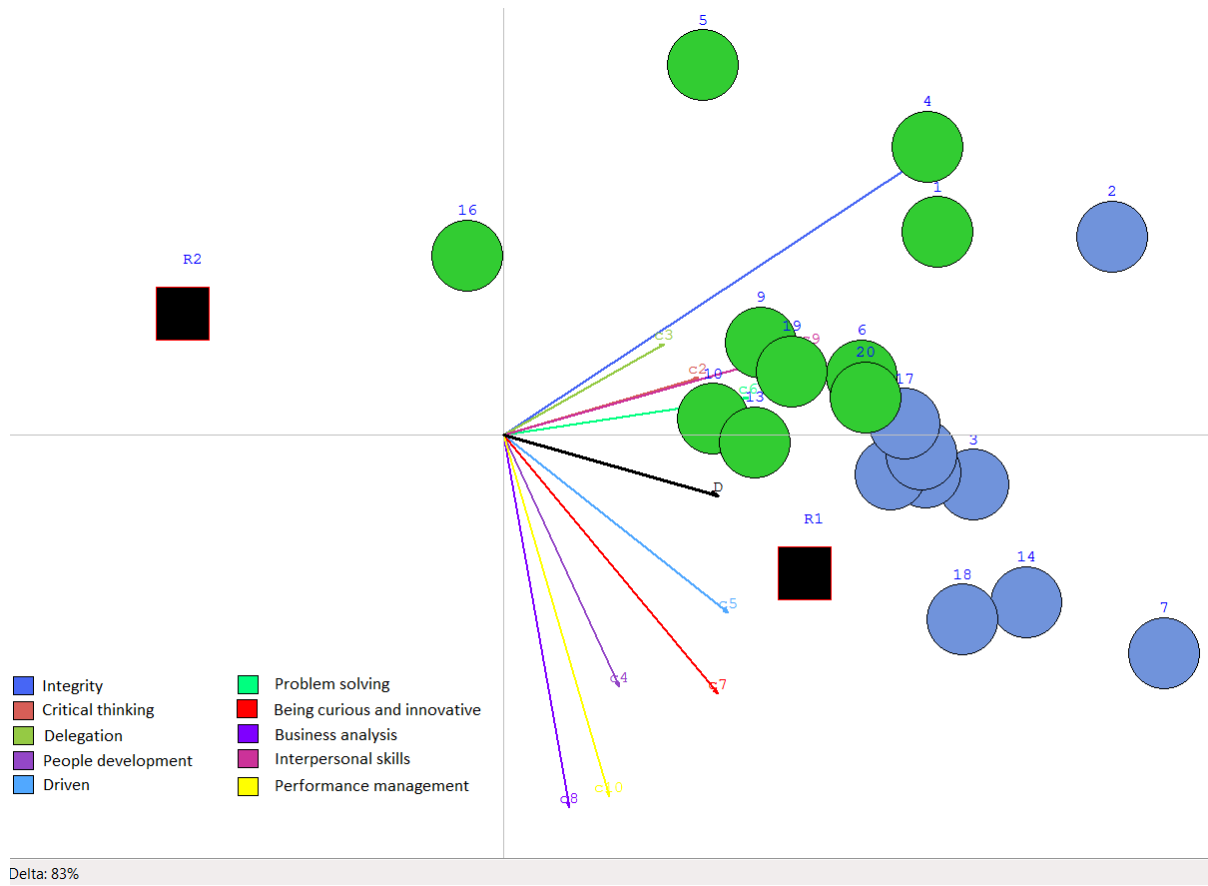 5
4
1
2
16
R2
9
19
c9
6
c3
20
c2
10
c6
13
17
3
D
R1
14
18
c5
7
c4
c7
c10
c8
Integrity
Critical thinking
Delegation
People development
Driven
Problem solving
Being curious and innovative
Business analysis
Interpersonal skills
Performance management
Delta: 83%